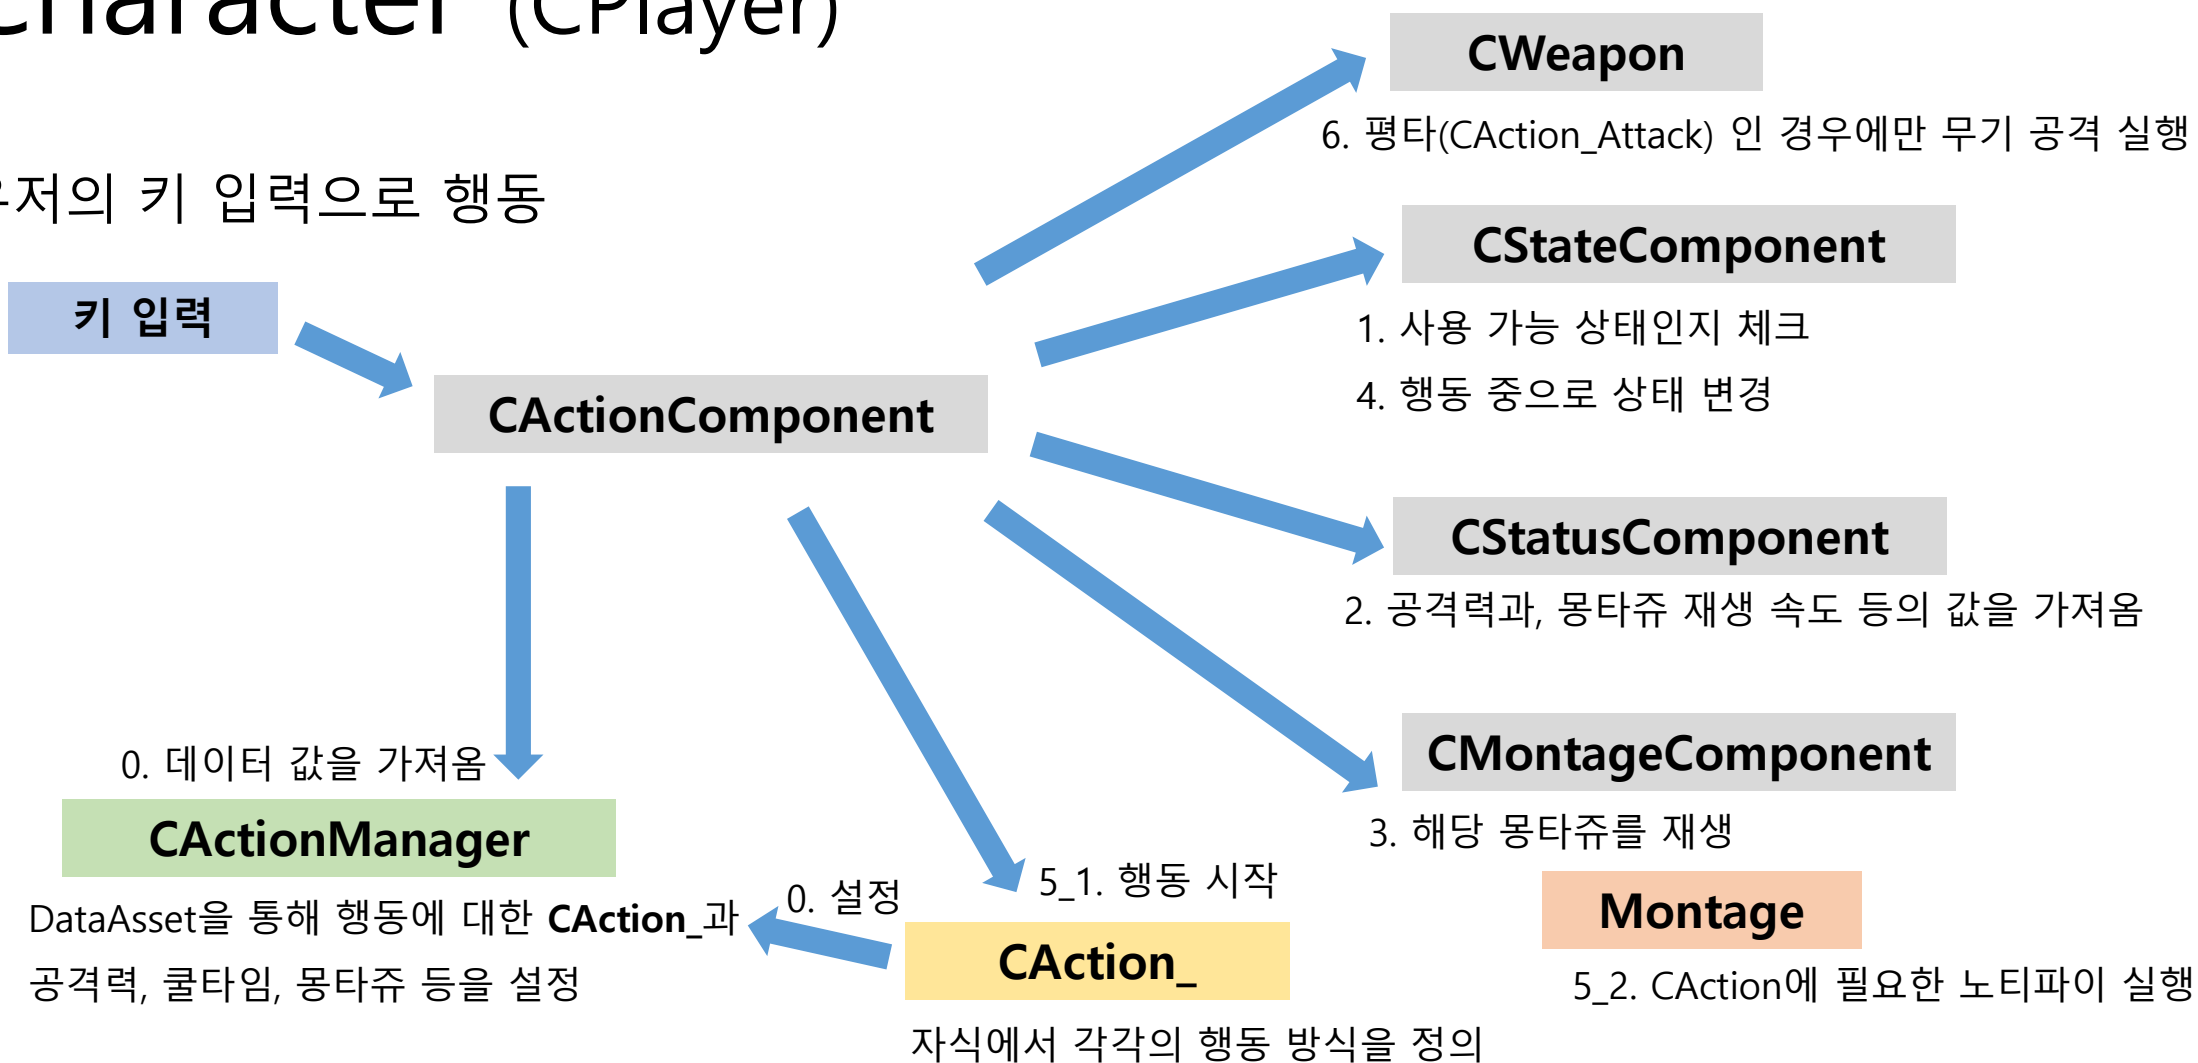 Character (CPlayer)
유저의 키 입력으로 행동
키 입력
CActionComponent
CWeapon
6. 평타(CAction_Attack) 인 경우에만 무기 공격 실행
CStateComponent
1. 사용 가능 상태인지 체크
4. 행동 중으로 상태 변경
CStatusComponent
2. 공격력과, 몽타쥬 재생 속도 등의 값을 가져옴
CMontageComponent
3. 해당 몽타쥬를 재생
Montage
5_2. CAction에 필요한 노티파이 실행
0. 데이터 값을 가져옴
CActionManager
DataAsset을 통해 행동에 대한 CAction_과
공격력, 쿨타임, 몽타쥬 등을 설정
0. 설정
5_1. 행동 시작
CAction_
자식에서 각각의 행동 방식을 정의